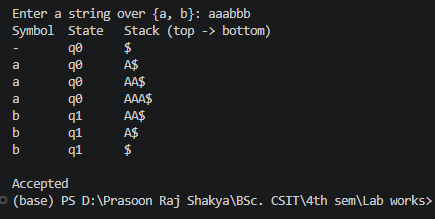 Enter a string over {a, b}: aaabbb
Symbol  State   Stack (top -> bottom)
-       q0      $
a       q0      A$
a       q0      AA$
a       q0      AAA$
b       q1      AA$
b       q1      A$
b       q1      $
Accepted
(base) PS D:\Prasoon Raj Shakya\BSc. CSIT\4th sem\Lab works>